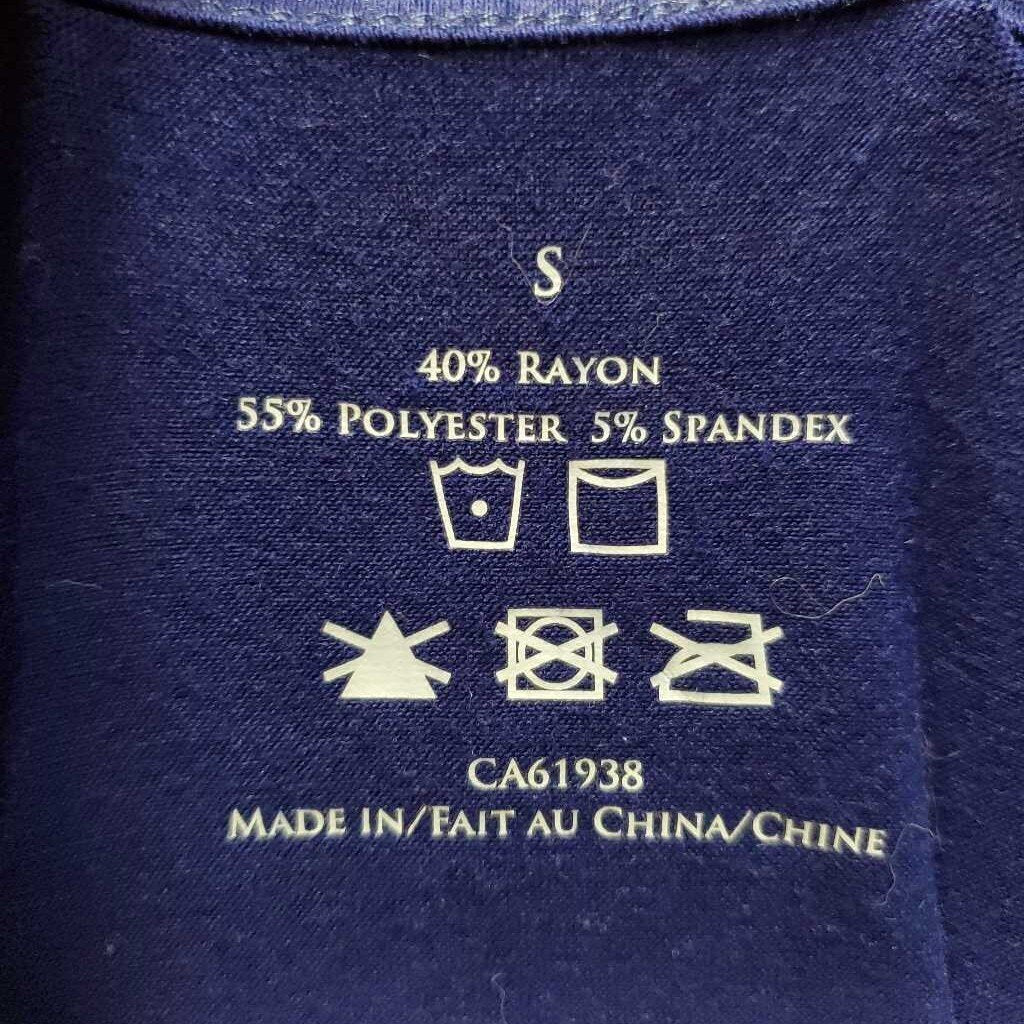 S
40% RAYON
55% POLYESTER 5% SPANDEX
CA61938
MADE IN/FAIT AU CHINA/CHINE